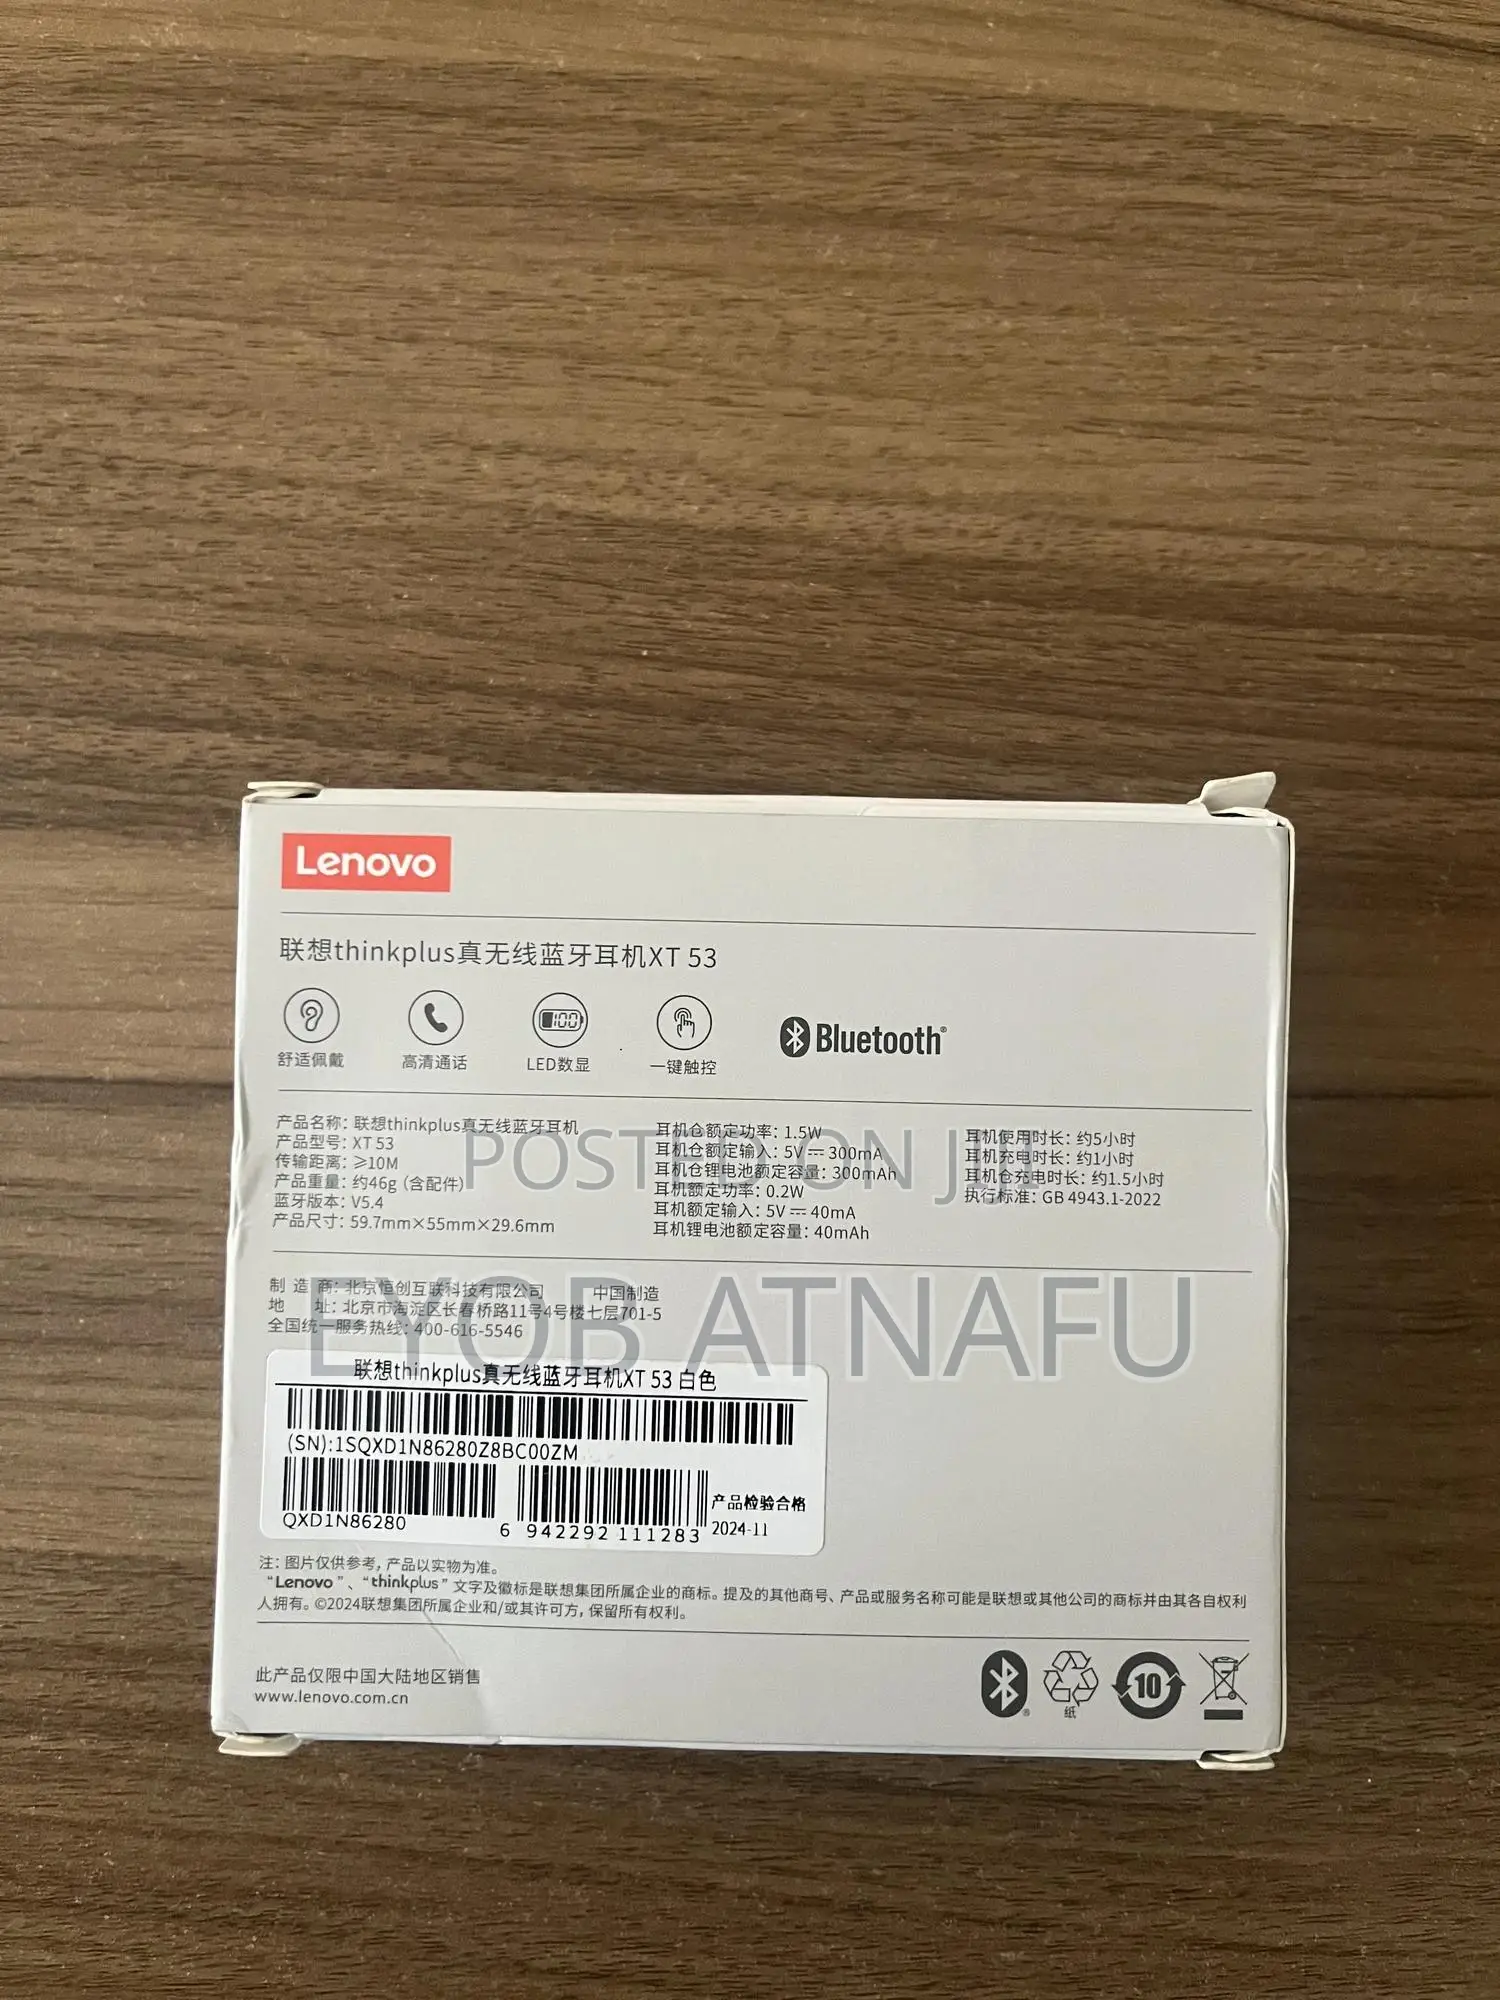 Lenovo
联想thinkplus真无线蓝牙耳机XT 53
舒适佩戴
高清通话
100
LED数显
一键触控
Bluetooth®
产品名称: 联想thinkplus真无线蓝牙耳机
产品型号: XT 53
传输距离: ≥10M
产品重量: 约46g (含配件)
蓝牙版本: V5.4
产品尺寸: 59.7mm×55mm×29.6mm
耳机仓额定功率: 1.5W
耳机仓额定输入: 5V⎓300mA
耳机仓锂电池额定容量: 300mAh
耳机额定功率: 0.2W
耳机额定输入: 5V⎓40mA
耳机锂电池额定容量: 40mAh
耳机使用时长: 约5小时
耳机充电时长: 约1小时
耳机仓充电时长: 约1.5小时
执行标准: GB 4943.1-2022
POSTED ON JIJI
制 造 商: 北京恒创互联科技有限公司 中国制造
地 址: 北京市海淀区长春桥路11号4号楼七层701-5
全国统一服务热线: 400-616-5546
EYOB ATNAFU
联想thinkplus真无线蓝牙耳机XT 53 白色
(SN):1SQXD1N86280Z8BC00ZM
QXD1N86280
6 942292 111283
产品检验合格
2024-11
注: 图片仅供参考, 产品以实物为准。
“Lenovo”、“thinkplus”文字及徽标是联想集团所属企业的商标。提及的其他商号、产品或服务名称可能是联想或其他公司的商标并由其各自权利
人拥有。©2024联想集团所属企业和/或其许可方, 保留所有权利。
此产品仅限中国大陆地区销售
www.lenovo.com.cn
®
纸
10